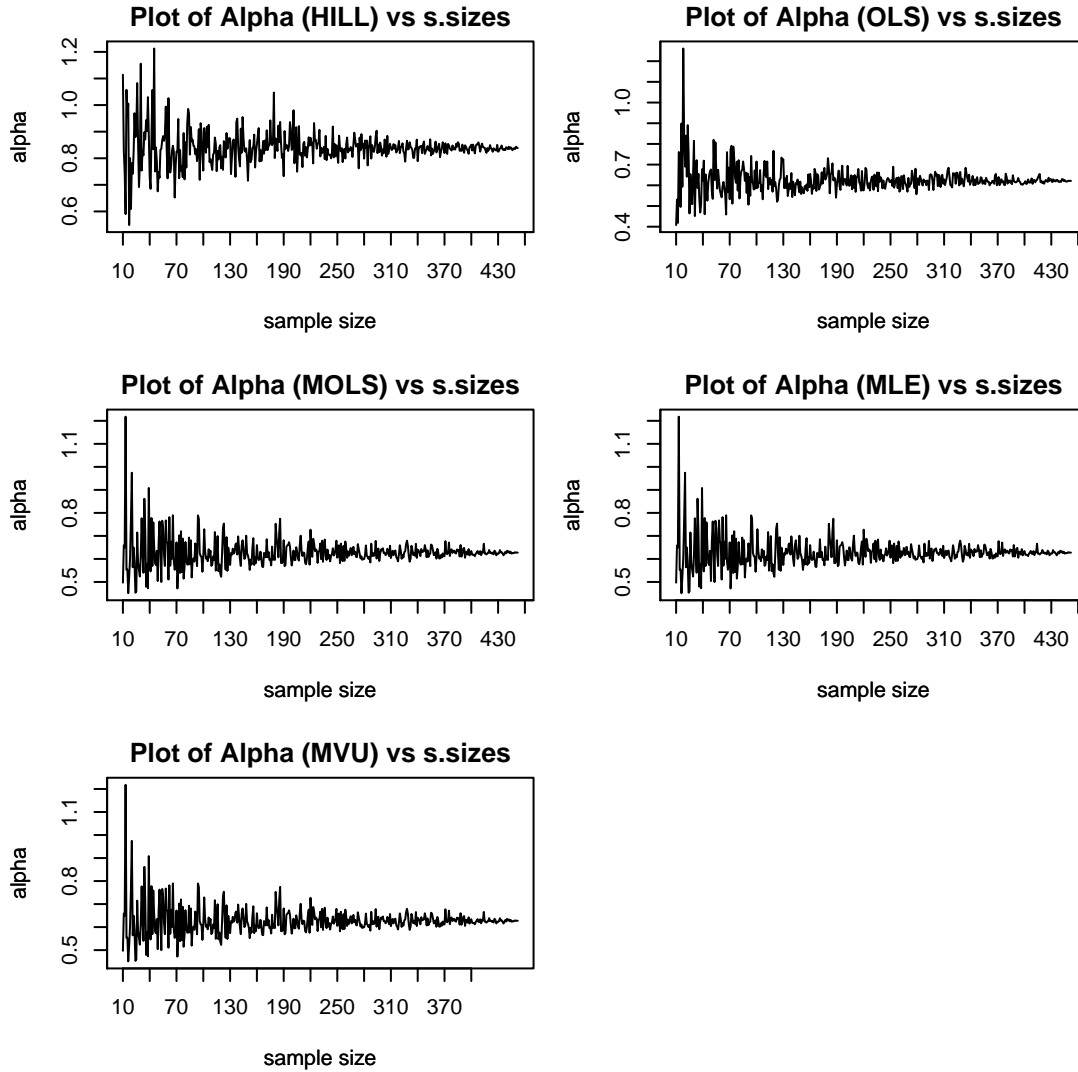 Plot of Alpha (HILL) vs s.sizes
alpha
0.6 0.8 1.0 1.2
10 70 130 190 250 310 370 430
sample size
Plot of Alpha (OLS) vs s.sizes
alpha
0.4 0.7 1.0
10 70 130 190 250 310 370 430
sample size
Plot of Alpha (MOLS) vs s.sizes
alpha
0.5 0.8 1.1
10 70 130 190 250 310 370 430
sample size
Plot of Alpha (MLE) vs s.sizes
alpha
0.5 0.8 1.1
10 70 130 190 250 310 370 430
sample size
Plot of Alpha (MVU) vs s.sizes
alpha
0.5 0.8 1.1
10 70 130 190 250 310 370
sample size